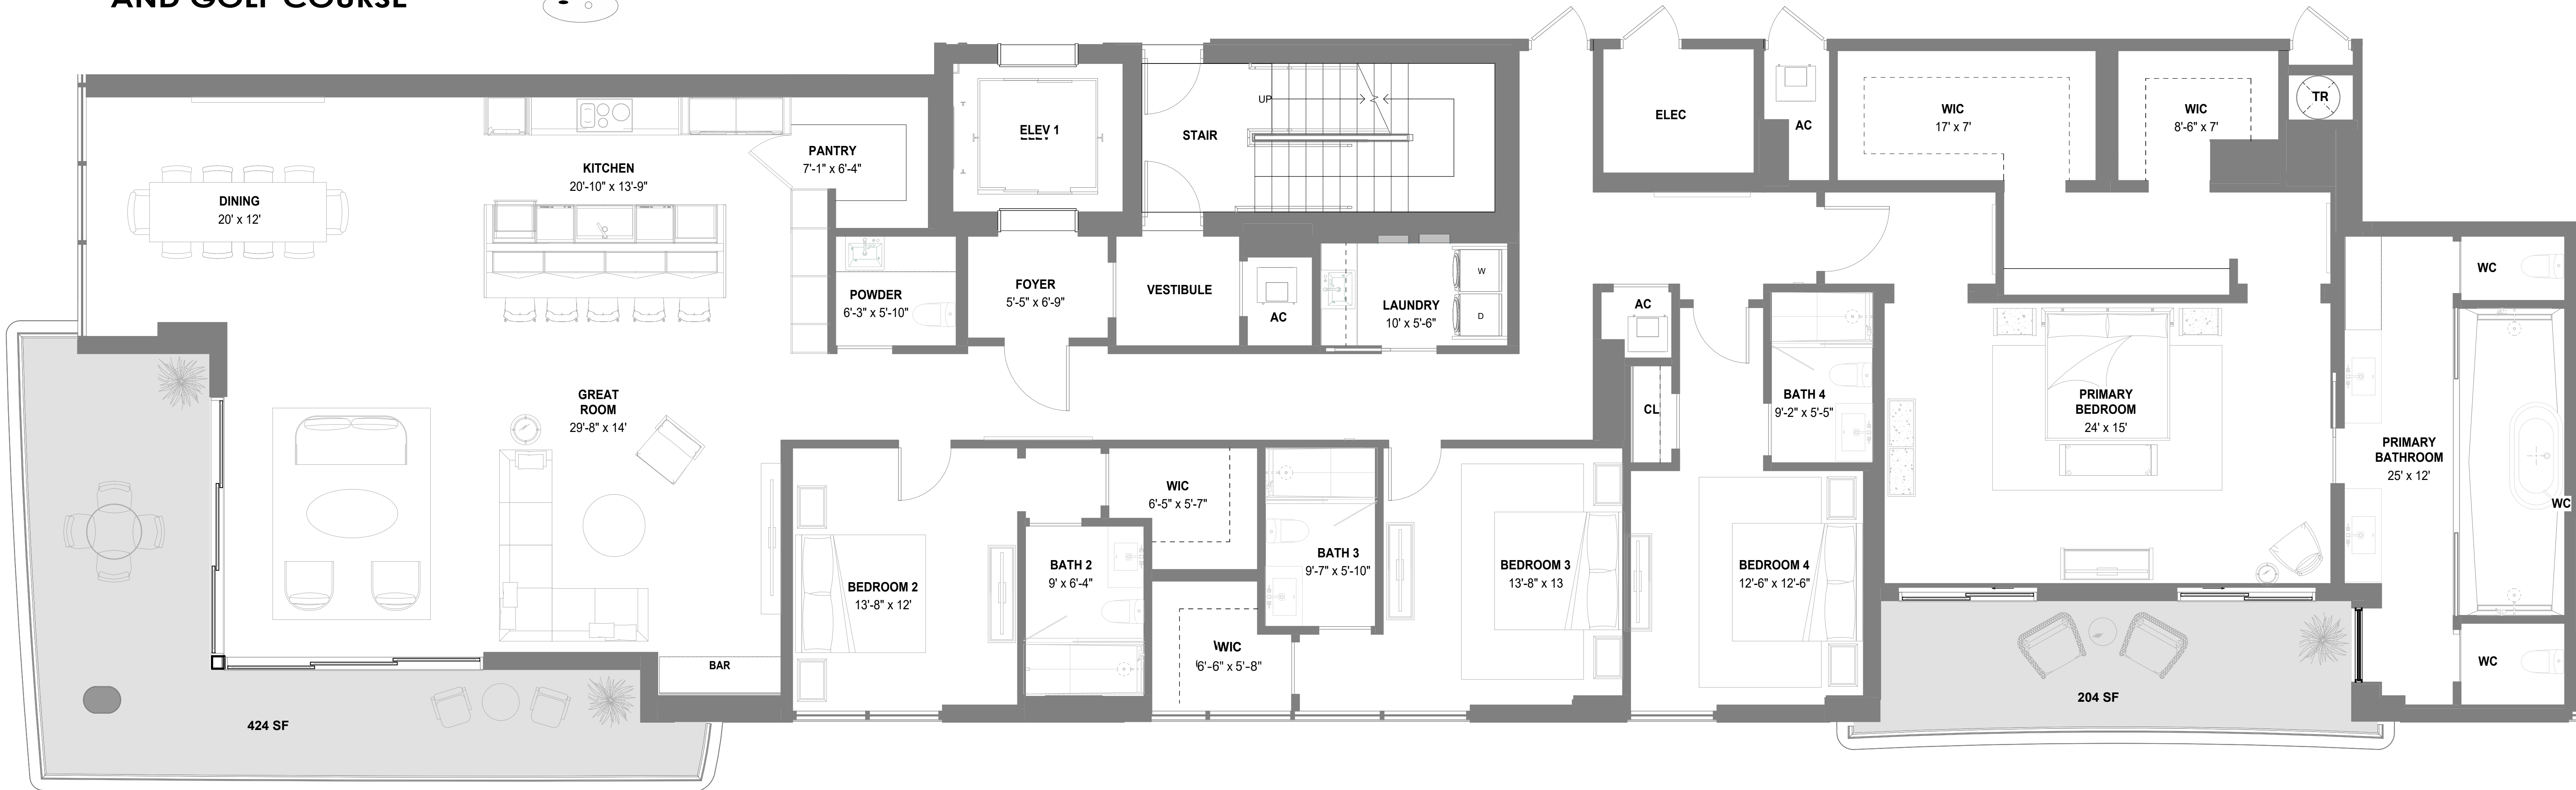 AND GOLF COURSE
DINING
20' x 12'
KITCHEN
20'-10" x 13'-9"
PANTRY
7'-1" x 6'-4"
ELEV 1
STAIR
UP
ELEC
AC
WIC
17' x 7'
WIC
8'-6" x 7'
TR
POWDER
6'-3" x 5'-10"
FOYER
5'-5" x 6'-9"
VESTIBULE
AC
LAUNDRY
10' x 5'-6"
W
D
AC
CL
BATH 4
9'-2" x 5'-5"
PRIMARY
BEDROOM
24' x 15'
WC
PRIMARY
BATHROOM
25' x 12'
WC
WC
GREAT
ROOM
29'-8" x 14'
BAR
424 SF
BEDROOM 2
13'-8" x 12'
BATH 2
9' x 6'-4"
WIC
6'-5" x 5'-7"
WIC
6'-6" x 5'-8"
BATH 3
9'-7" x 5'-10"
BEDROOM 3
13'-8" x 13
BEDROOM 4
12'-6" x 12'-6"
204 SF